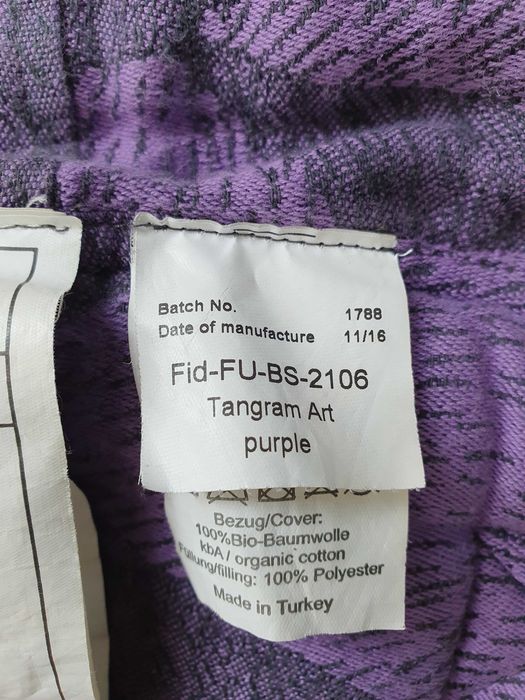 Batch No. 1788
Date of manufacture 11/16
Fid-FU-BS-2106
Tangram Art
purple
Bezug/Cover:
100%Bio-Baumwolle
kbA / organic cotton
Füllung/filling: 100% Polyester
Made in Turkey